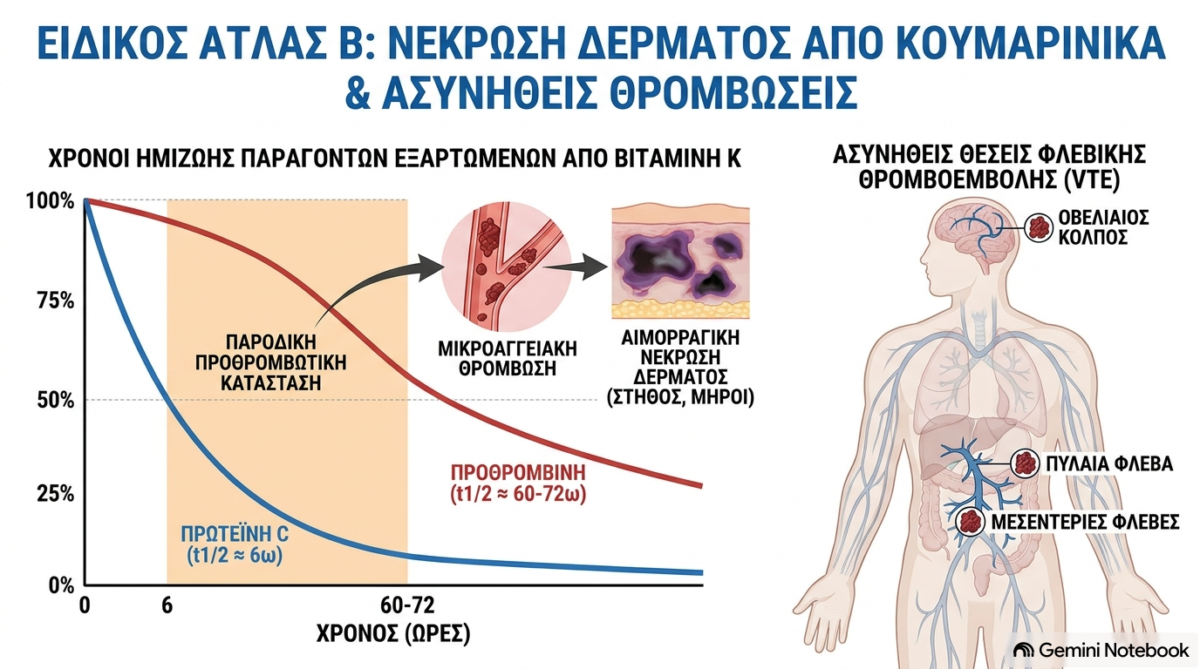 ΕΙΔΙΚΟΣ ΑΤΛΑΣ Β: ΝΕΚΡΩΣΗ ΔΕΡΜΑΤΟΣ ΑΠΟ ΚΟΥΜΑΡΙΝΙΚΑ
& ΑΣΥΝΗΘΕΙΣ ΘΡΟΜΒΩΣΕΙΣ
ΧΡΟΝΟΙ ΗΜΙΖΩΗΣ ΠΑΡΑΓΟΝΤΩΝ ΕΞΑΡΤΩΜΕΝΩΝ ΑΠΟ ΒΙΤΑΜΙΝΗ Κ
100%
75%
50%
25%
0%
0
6
60-72
ΧΡΟΝΟΣ (ΩΡΕΣ)
ΠΑΡΟΔΙΚΗ
ΠΡΟΘΡΟΜΒΩΤΙΚΗ
ΚΑΤΑΣΤΑΣΗ
ΜΙΚΡΟΑΓΓΕΙΑΚΗ
ΘΡΟΜΒΩΣΗ
ΑΙΜΟΡΡΑΓΙΚΗ
ΝΕΚΡΩΣΗ
ΔΕΡΜΑΤΟΣ
(ΣΤΗΘΟΣ, ΜΗΡΟΙ)
ΠΡΟΘΡΟΜΒΙΝΗ
(t1/2 ≈ 60-72ω)
ΠΡΩΤΕΪΝΗ C
(t1/2 ≈ 6ω)
ΑΣΥΝΗΘΕΙΣ ΘΕΣΕΙΣ ΦΛΕΒΙΚΗΣ
ΘΡΟΜΒΟΕΜΒΟΛΗΣ (VTE)
ΟΒΕΛΙΑΙΟΣ
ΚΟΛΠΟΣ
ΠΥΛΑΙΑ ΦΛΕΒΑ
ΜΕΣΕΝΤΕΡΙΕΣ ΦΛΕΒΕΣ
Gemini Notebook